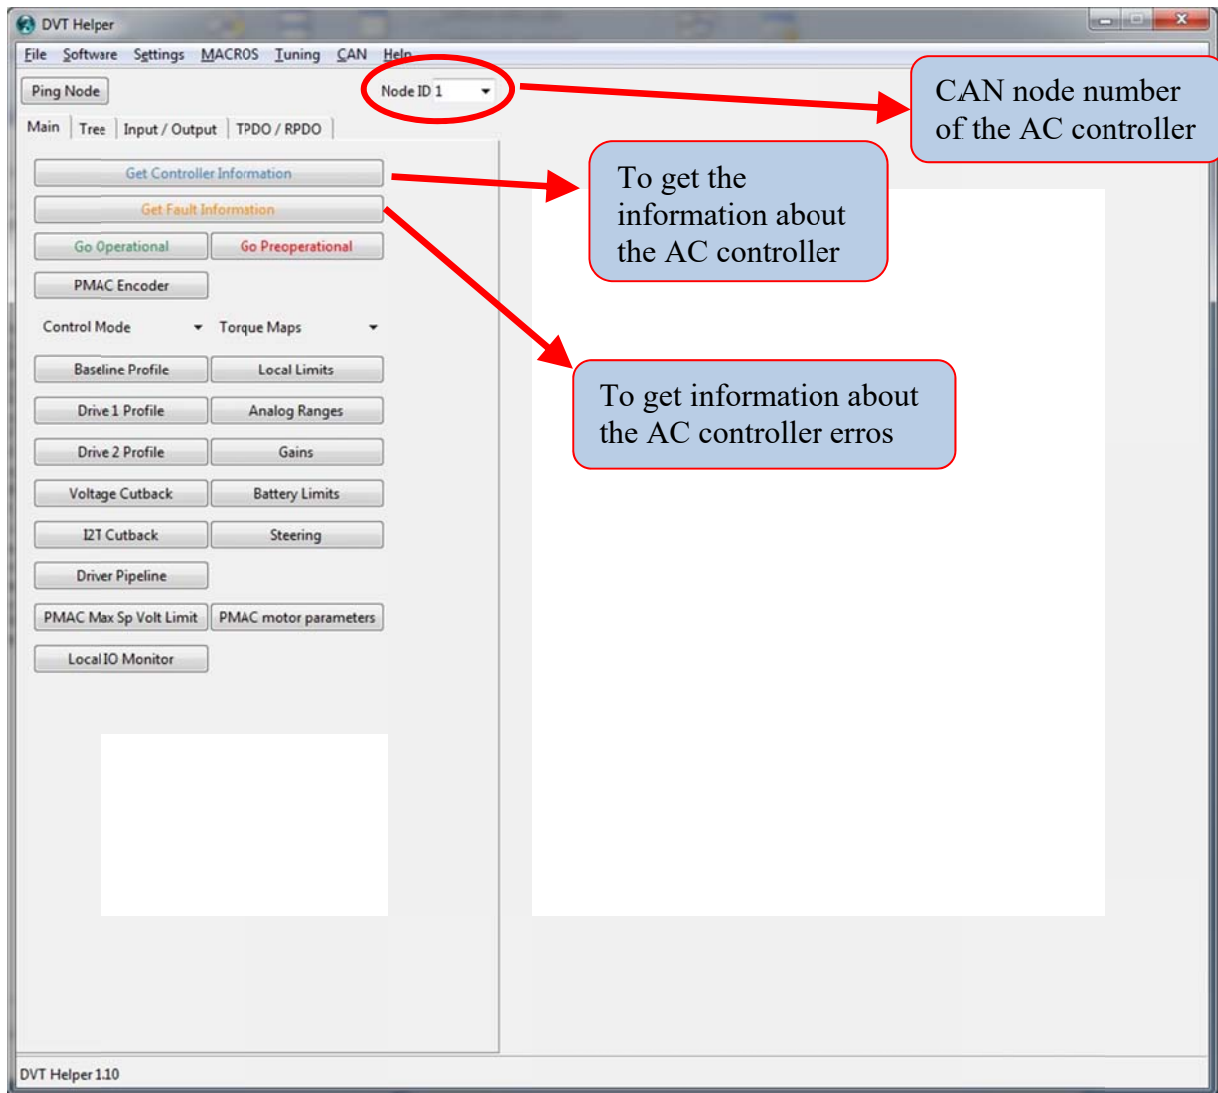 DVT Helper
File Software Settings MACROS Tuning CAN Help
Ping Node
Node ID 1
CAN node number
of the AC controller
Main Tree Input / Output TPDO / RPDO
Get Controller Information
To get the
information about
the AC controller
Get Fault Information
Go Operational Go Preoperational
PMAC Encoder
Control Mode Torque Maps
Baseline Profile Local Limits
To get information about
the AC controller erros
Drive 1 Profile Analog Ranges
Drive 2 Profile Gains
Voltage Cutback Battery Limits
I2T Cutback Steering
Driver Pipeline
PMAC Max Sp Volt Limit PMAC motor parameters
Local IO Monitor
DVT Helper 1.10